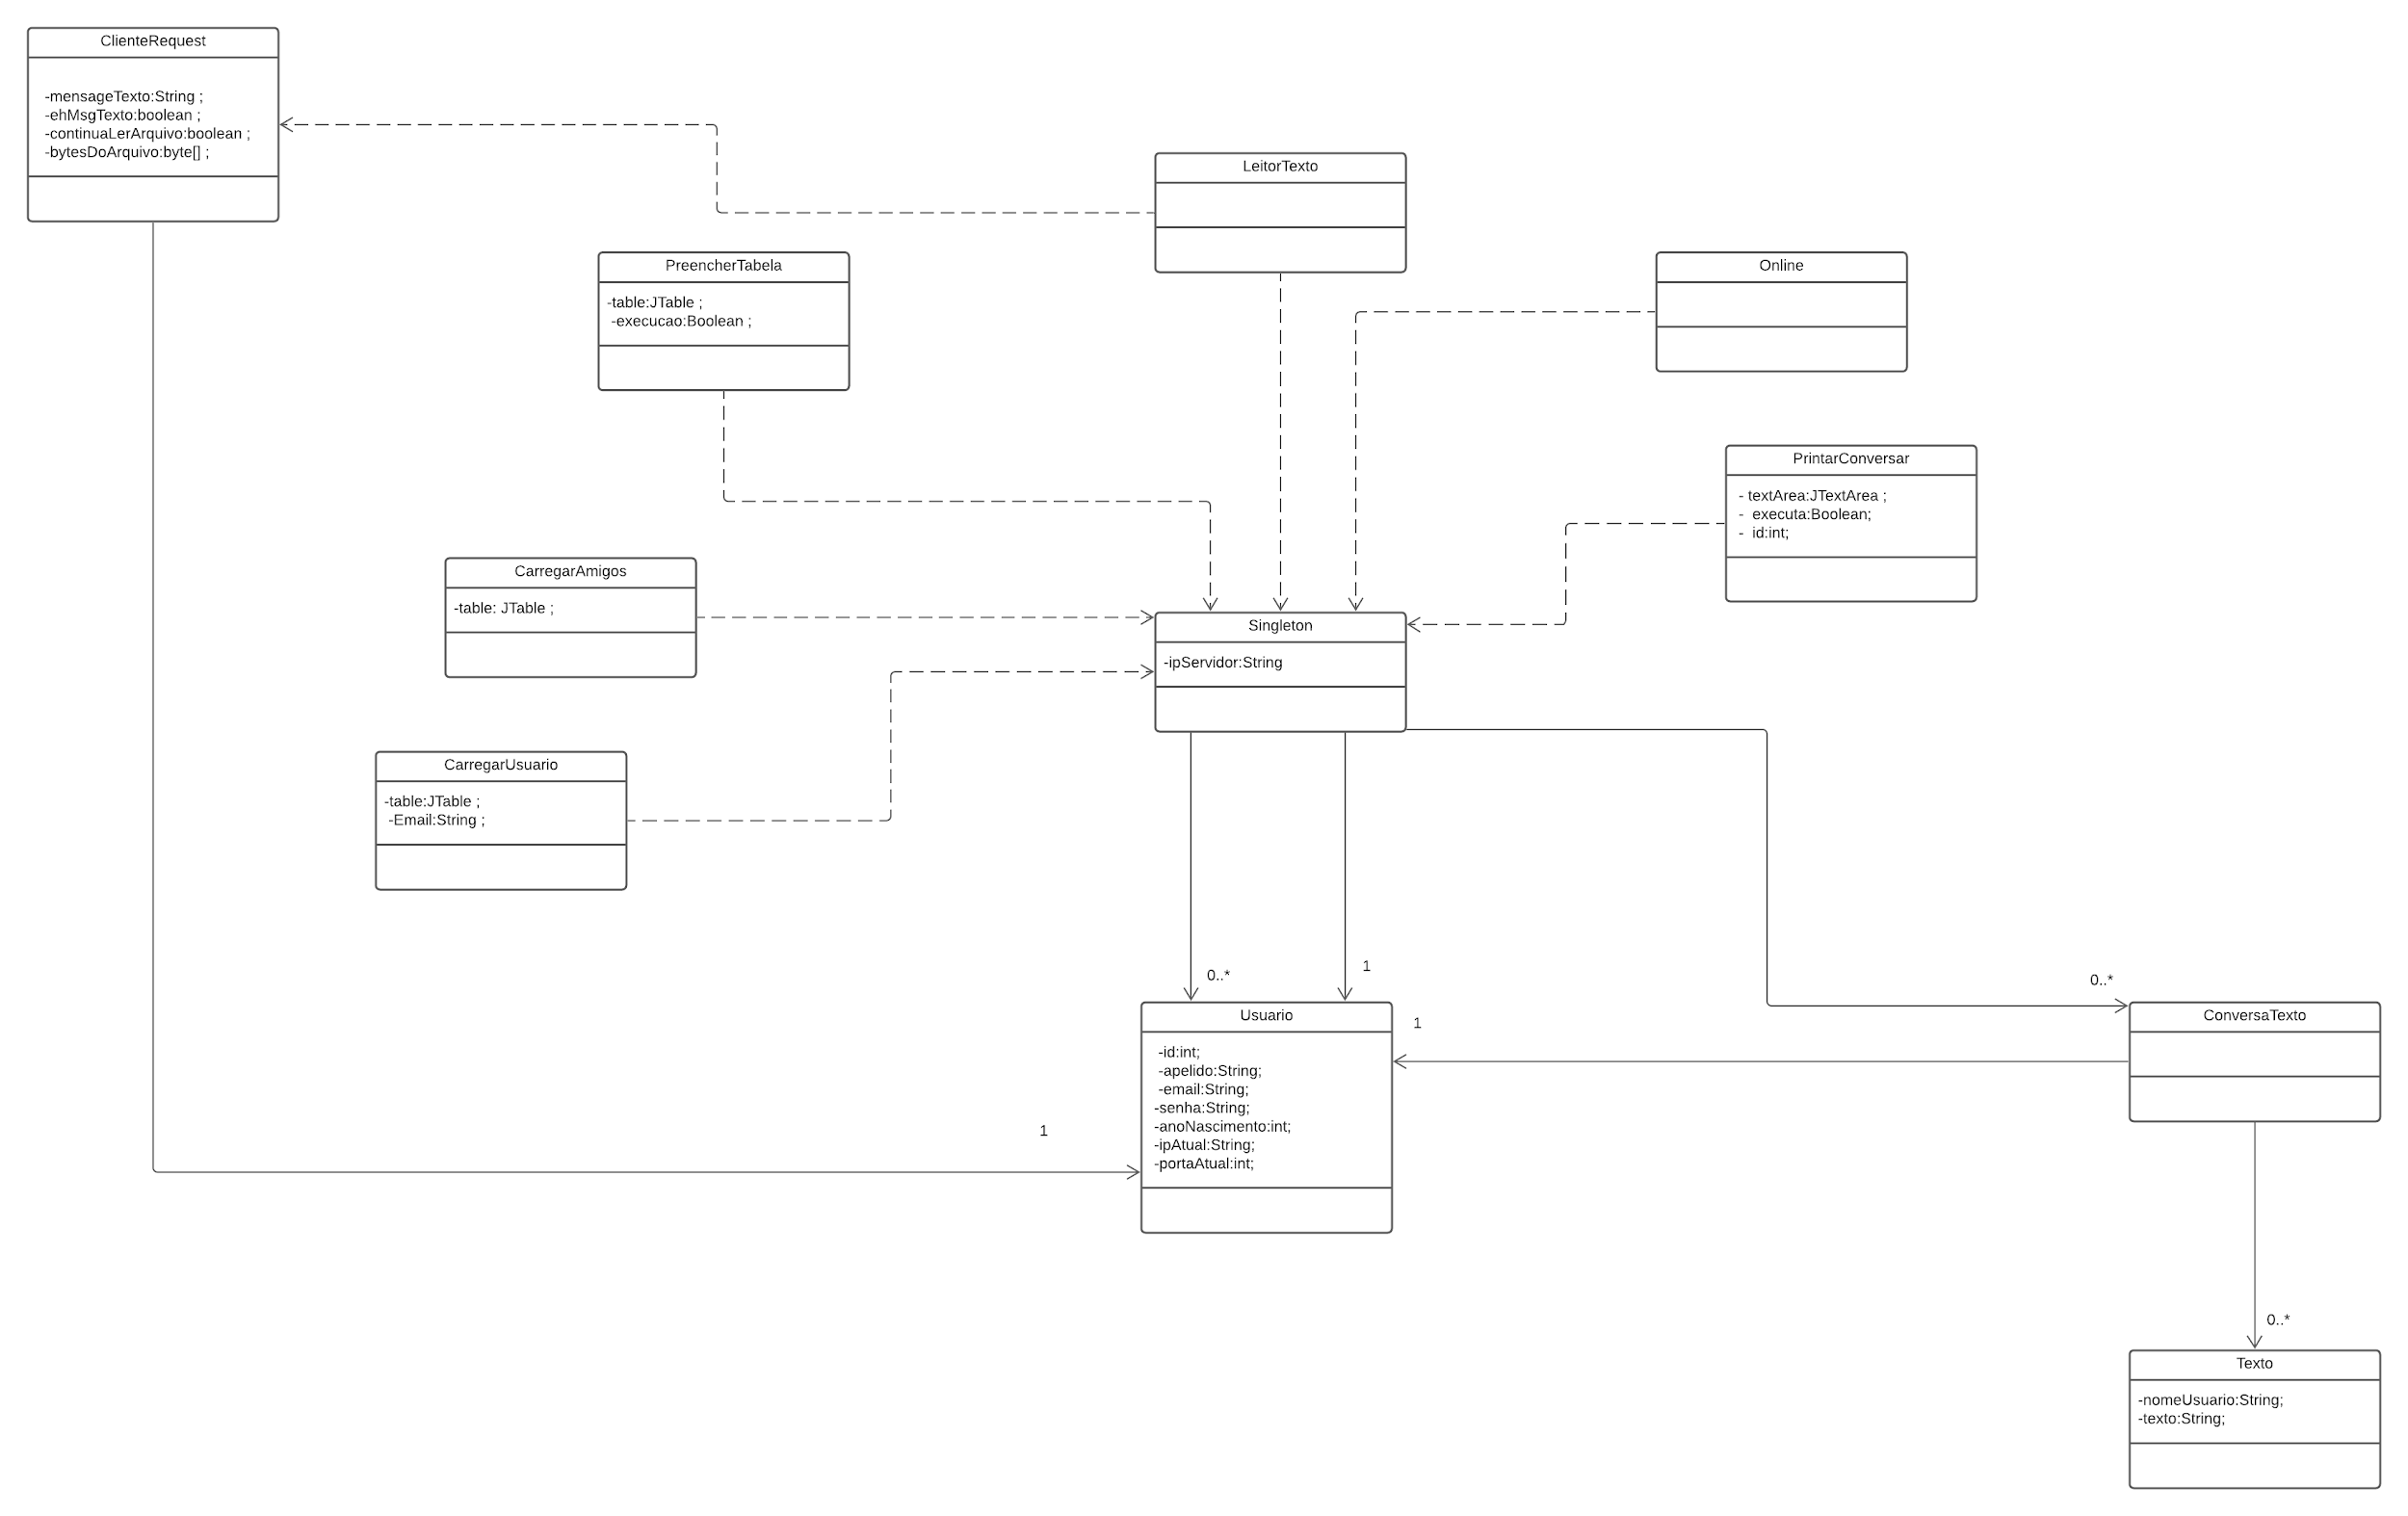 ClienteRequest
-mensageTexto:String ;
-ehMsgTexto:boolean ;
-continuaLerArquivo:boolean ;
-bytesDoArquivo:byte[] ;
LeitorTexto
PreencherTabela
-table:JTable ;
-execucao:Boolean ;
Online
PrintarConversar
- textArea:JTextArea ;
- executa:Boolean;
- id:int;
CarregarAmigos
-table: JTable ;
Singleton
-ipServidor:String
CarregarUsuario
-table:JTable ;
-Email:String ;
0..*
1
0..*
Usuario
-id:int;
-apelido:String;
-email:String;
-senha:String;
-anoNascimento:int;
-ipAtual:String;
-portaAtual:int;
1
ConversaTexto
1
0..*
Texto
-nomeUsuario:String;
-texto:String;